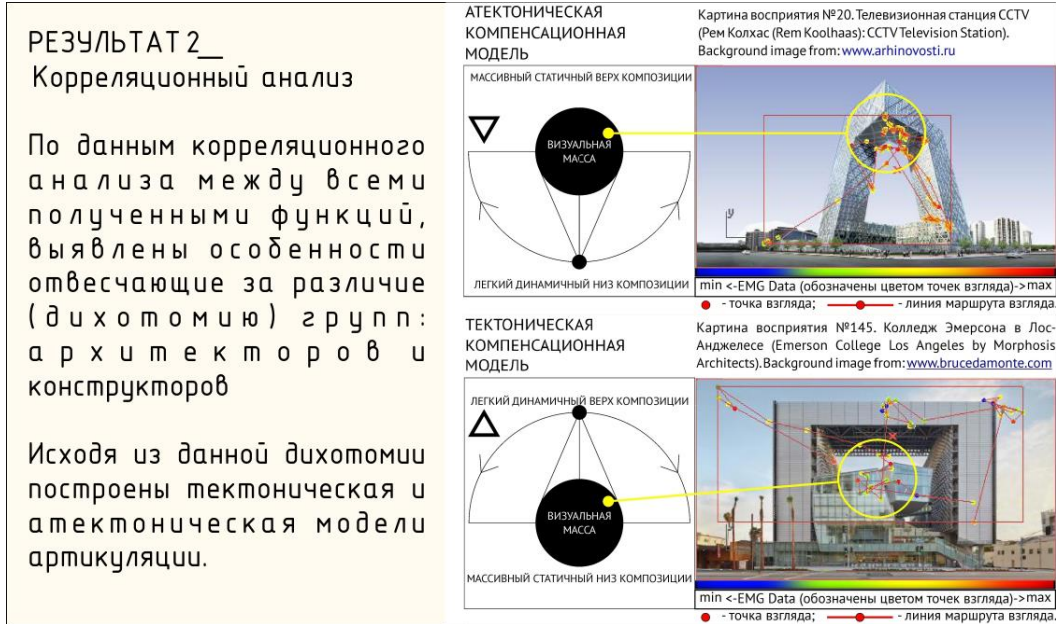 РЕЗУЛЬТАТ 2_
Корреляционный анализ
По данным корреляционного
анализа между всеми
полученными функций,
выявлены особенности
отвесчающие за различие
(дихотомию) групп:
архитекторов и
конструкторов
Исходя из данной дихотомии
построены тектоническая и
атектоническая модели
артикуляции.
АТЕКТОНИЧЕСКАЯ
КОМПЕНСАЦИОННАЯ
МОДЕЛЬ
Картина восприятия №20. Телевизионная станция CCTV
(Рем Колхас (Rem Koolhaas): CCTV Television Station).
Background image from: www.arhinovosti.ru
МАССИВНЫЙ СТАТИЧНЫЙ ВЕРХ КОМПОЗИЦИИ
ВИЗУАЛЬНАЯ
МАССА
ЛЕГКИЙ ДИНАМИЧНЫЙ НИЗ КОМПОЗИЦИИ
y
min <-EMG Data (обозначены цветом точек взгляда)->max
- точка взгляда; - линия маршрута взгляда.
ТЕКТОНИЧЕСКАЯ
КОМПЕНСАЦИОННАЯ
МОДЕЛЬ
Картина восприятия №145. Колледж Эмерсона в Лос-
Анджелесе (Emerson College Los Angeles by Morphosis
Architects).Background image from: www.brucedamonte.com
ЛЕГКИЙ ДИНАМИЧНЫЙ ВЕРХ КОМПОЗИЦИИ
ВИЗУАЛЬНАЯ
МАССА
МАССИВНЫЙ СТАТИЧНЫЙ НИЗ КОМПОЗИЦИИ
min <-EMG Data (обозначены цветом точек взгляда)->max
- точка взгляда; - линия маршрута взгляда.